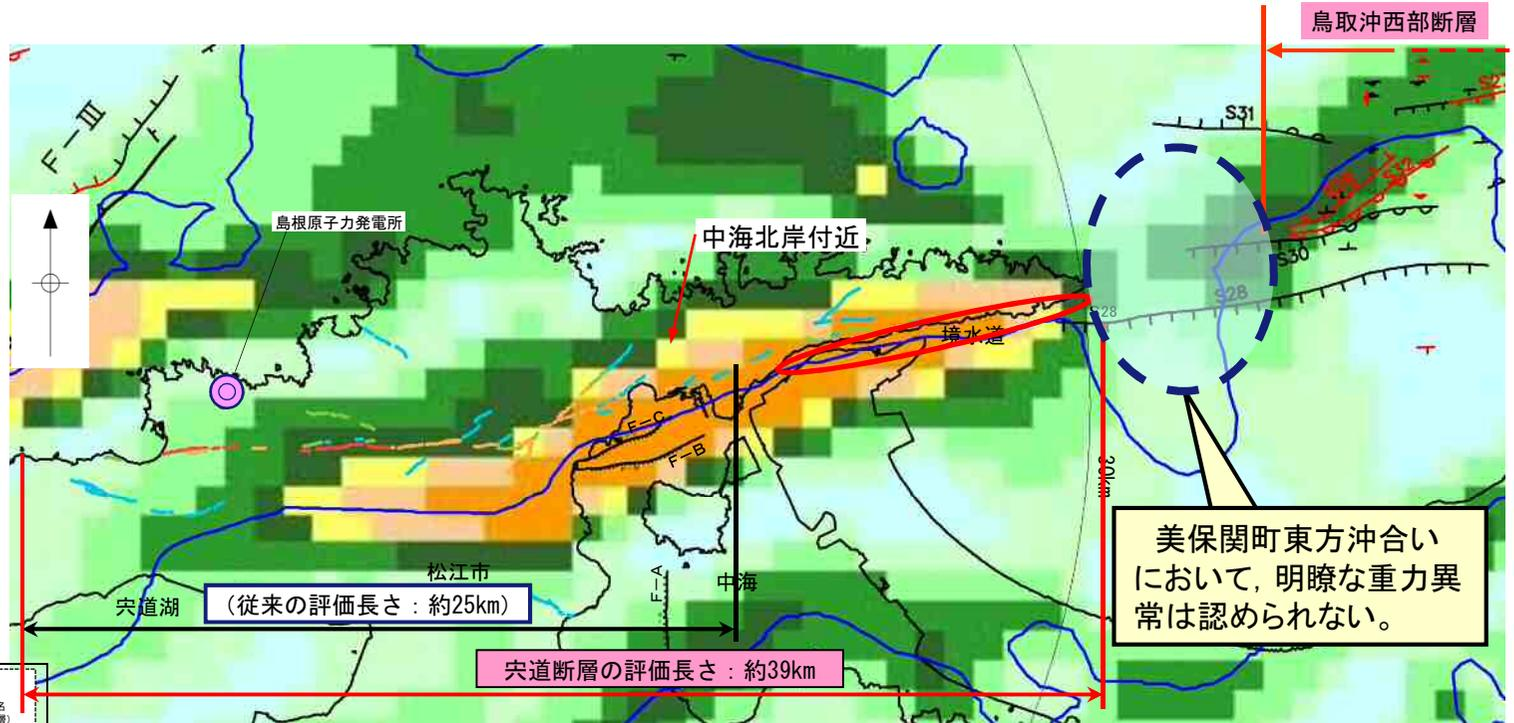 鳥取沖西部断層
F－Ⅲ
S31
S27
S32
島根原子力発電所
中海北岸付近
S30
S28
S28
境水道
F－C
F－B
30km
美保関町東方沖合い
において，明瞭な重力異
常は認められない。
松江市
F－A
中海
宍道湖
（従来の評価長さ：約25km）
宍道断層の評価長さ：約39km